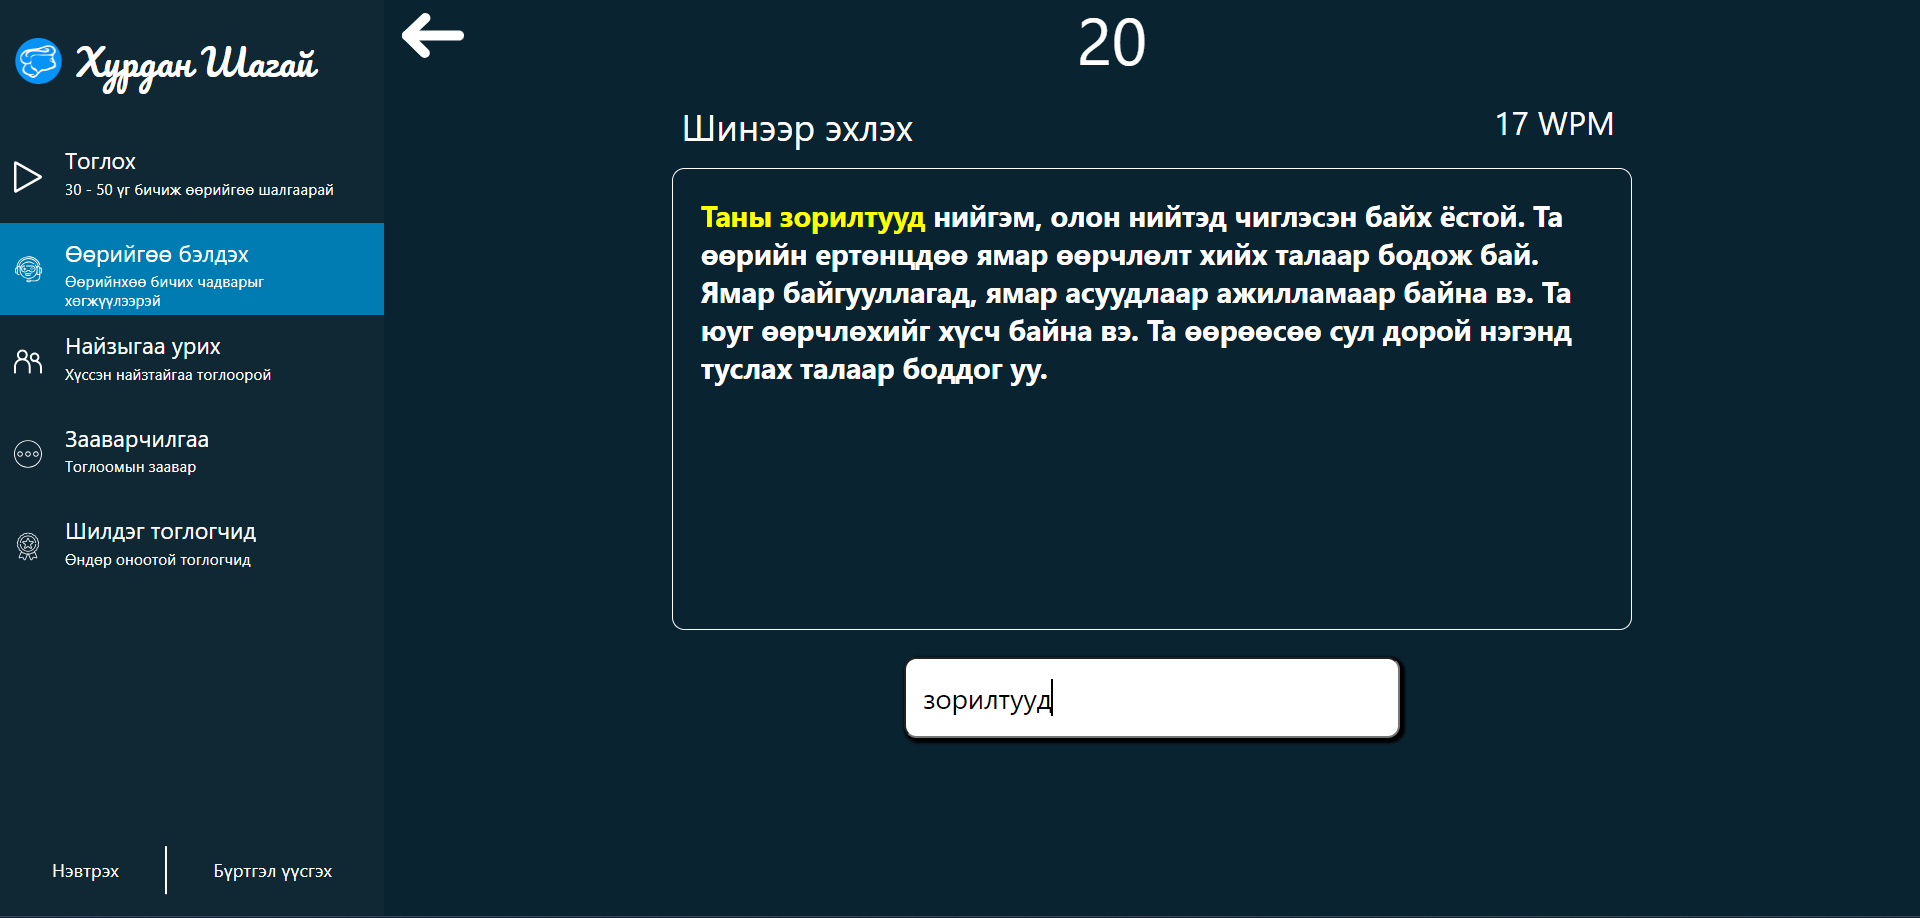 Хурдан Шагай
Тоглох
30 - 50 үг бичиж өөрийгөө шалгаарай
Өөрийгөө бэлдэх
Өөрийнхөө бичих чадварыг
хөгжүүлээрэй
Найзыгаа урих
Хүссэн найзтайгаа тоглоорой
Зааварчилгаа
Тоглоомын заавар
Шилдэг тоглогчид
Өндөр оноотой тоглогчид
Нэвтрэх
Бүртгэл үүсгэх
20
Шинээр эхлэх
17 WPM
Таны зорилтууд нийгэм, олон нийтэд чиглэсэн байх ёстой. Та
өөрийн ертөнцдөө ямар өөрчлөлт хийх талаар бодож бай.
Ямар байгууллагад, ямар асуудлаар ажилламаар байна вэ. Та
юуг өөрчлөхийг хүсч байна вэ. Та өөрөөсөө сул дорой нэгэнд
туслах талаар боддог уу.
зорилтууд